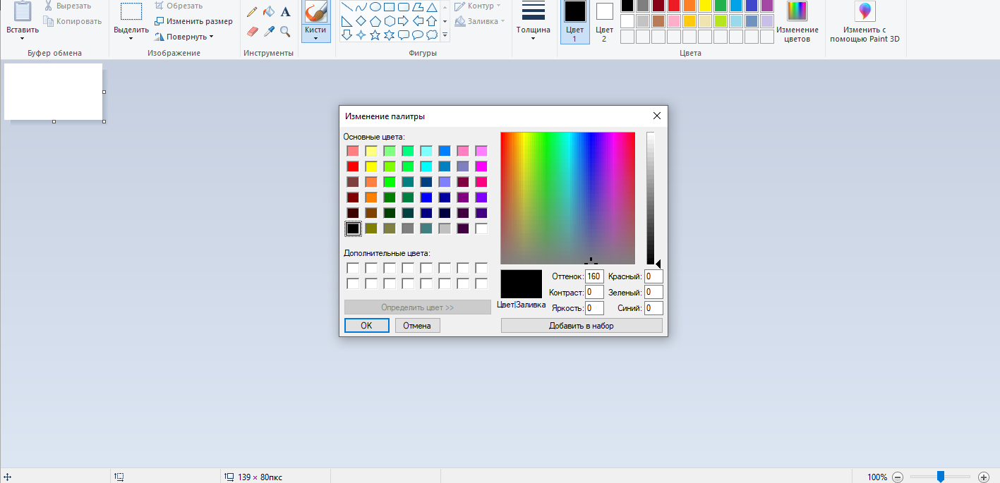 Вставить
Вырезать
Копировать
Буфер обмена
Выделить
Обрезать
Изменить размер
Повернуть
Изображение
A
Инструменты
Кисти
Контур
Заливка
Фигуры
Толщина
Цвет
1
Цвет
2
Изменение
цветов
Цвета
Изменить с
помощью Paint 3D
Изменение палитры
Основные цвета:
Дополнительные цвета:
Определить цвет >>
OK
Отмена
Цвет|Заливка
Оттенок: 160
Контраст: 0
Яркость: 0
Красный: 0
Зеленый: 0
Синий: 0
Добавить в набор
139 × 80пкс
100%